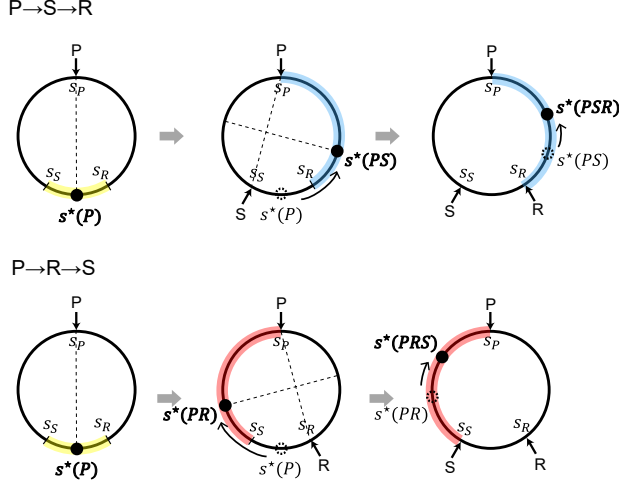 P→S→R
P
s_P
s_S
s_R
s*(P)
P
s_P
s_S
s_R
s*(PS)
S
s*(P)
P
s_P
s*(PSR)
s*(PS)
s_S
s_R
S
R
P→R→S
P
s_P
s_S
s_R
s*(P)
P
s_P
s*(PR)
s_S
s_R
s*(P)
R
P
s_P
s*(PRS)
s*(PR)
s_S
s_R
S
R